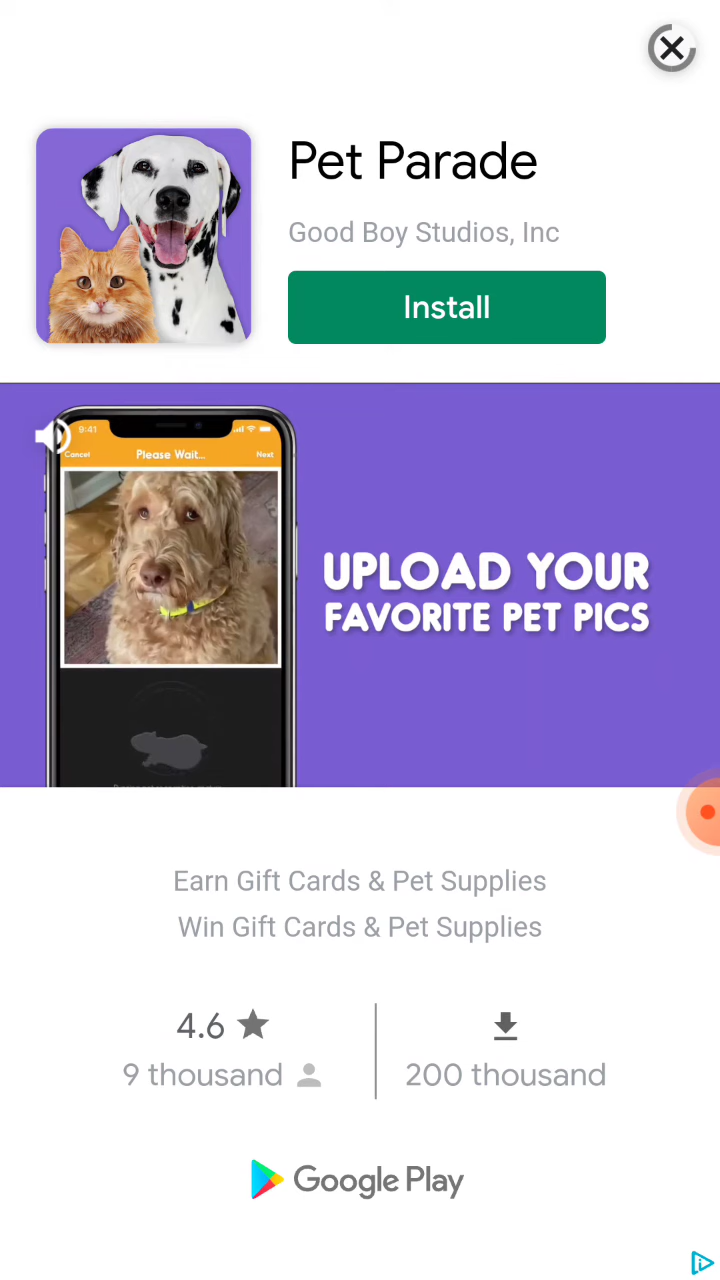 Pet Parade
Good Boy Studios, Inc
Install
9:41
Cancel Please Wait... Next
UPLOAD YOUR
FAVORITE PET PICS
Earn Gift Cards & Pet Supplies
Win Gift Cards & Pet Supplies
4.6
9 thousand
200 thousand
Google Play